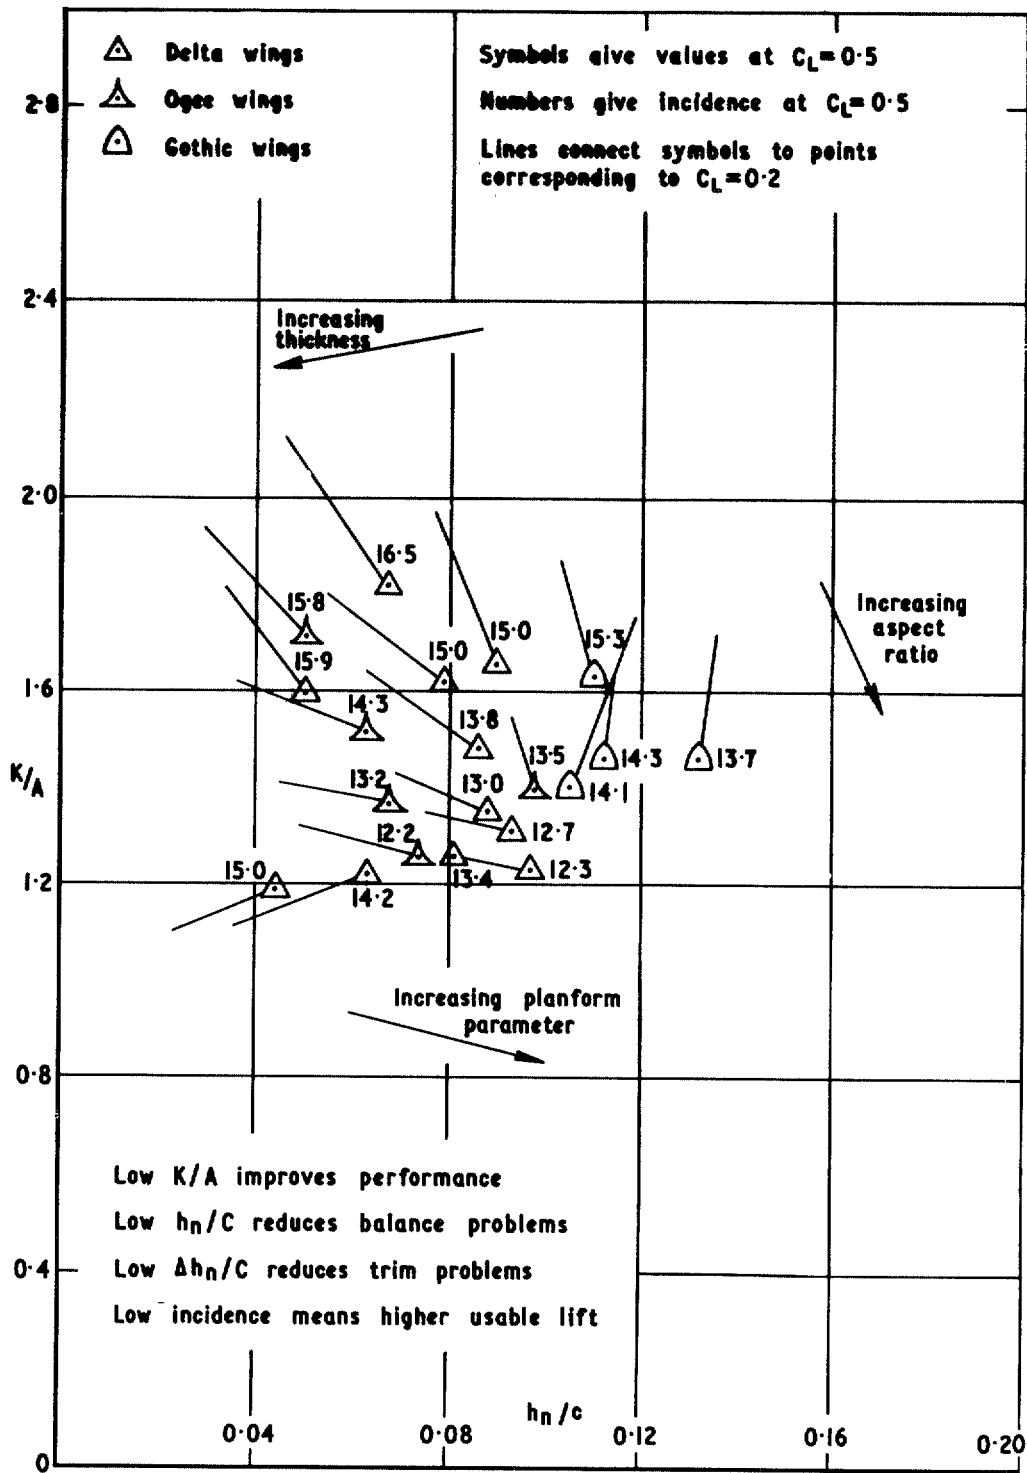 Delta wings
Ogee wings
Gothic wings
Symbols give values at CL=0·5
Numbers give incidence at CL=0·5
Lines connect symbols to points
corresponding to CL=0·2
2·8
2·4
Increasing
thickness
2·0
16·5
15·8
15·0
15·0
15·3
Increasing
aspect
ratio
15·9
1·6
14·3
13·8
13·5
14·3
13·7
K/A
13·2
13·0
14·1
12·2
12·7
15·0
1·2
14·2
13·4
12·3
Increasing planform
parameter
0·8
Low K/A improves performance
Low hn/C reduces balance problems
0·4
Low Δhn/C reduces trim problems
Low incidence means higher usable lift
hn/c
0
0·04
0·08
0·12
0·16
0·20